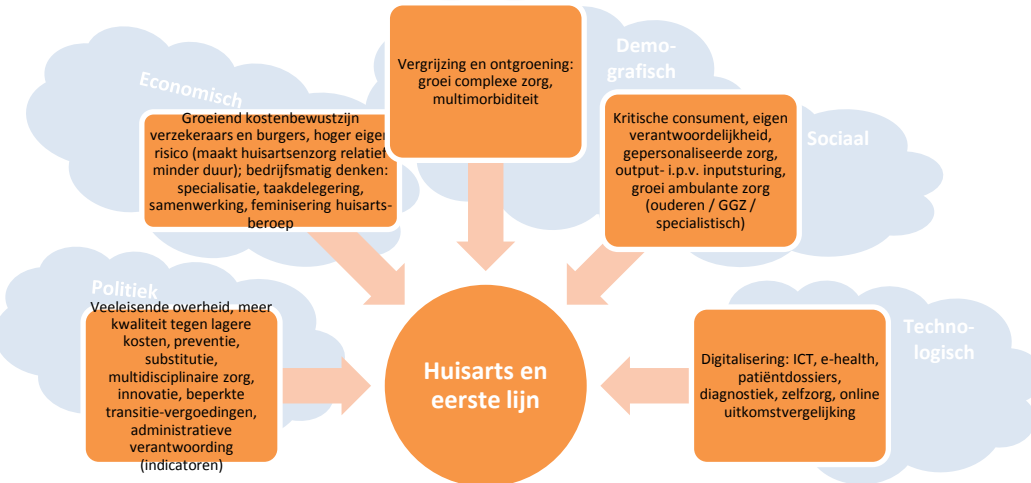 Economisch
Groeiend kostenbewustzijn
verzekeraars en burgers, hoger eigen
risico (maakt huisartsenzorg relatief
minder duur); bedrijfsmatig denken:
specialisatie, taakdelegering,
samenwerking, feminisering huisarts-
beroep
Vergrijzing en ontgroening:
groei complexe zorg,
multimorbiditeit
Demo-
grafisch
Kritische consument, eigen
verantwoordelijkheid,
gepersonaliseerde zorg,
output- i.p.v. inputsturing,
groei ambulante zorg
(ouderen / GGZ /
specialistisch)
Sociaal
Politiek
Veeleisende overheid, meer
kwaliteit tegen lagere
kosten, preventie,
substitutie,
multidisciplinaire zorg,
innovatie, beperkte
transitie-vergoedingen,
administratieve
verantwoording
(indicatoren)
Huisarts en
eerste lijn
Digitalisering: ICT, e-health,
patiëntdossiers,
diagnostiek, zelfzorg, online
uitkomstvergelijking
Techno-
logisch